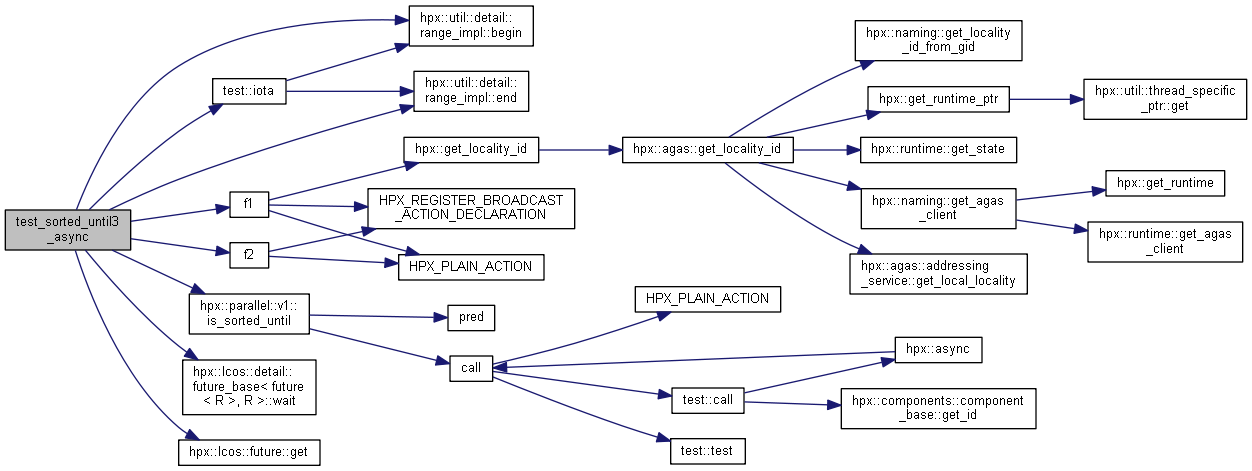 test_sorted_until3
_async
hpx::util::detail::
range_impl::begin
test::iota
hpx::util::detail::
range_impl::end
hpx::get_locality_id
f1
HPX_REGISTER_BROADCAST
_ACTION_DECLARATION
f2
HPX_PLAIN_ACTION
hpx::parallel::v1::
is_sorted_until
pred
call
hpx::lcos::detail::
future_base< future
< R >, R >::wait
hpx::lcos::future::get
hpx::agas::get_locality_id
hpx::naming::get_locality
_id_from_gid
hpx::get_runtime_ptr
hpx::util::thread_specific
_ptr::get
hpx::runtime::get_state
hpx::naming::get_agas
_client
hpx::get_runtime
hpx::runtime::get_agas
_client
hpx::agas::addressing
_service::get_local_locality
HPX_PLAIN_ACTION
hpx::async
test::call
hpx::components::component
_base::get_id
test::test